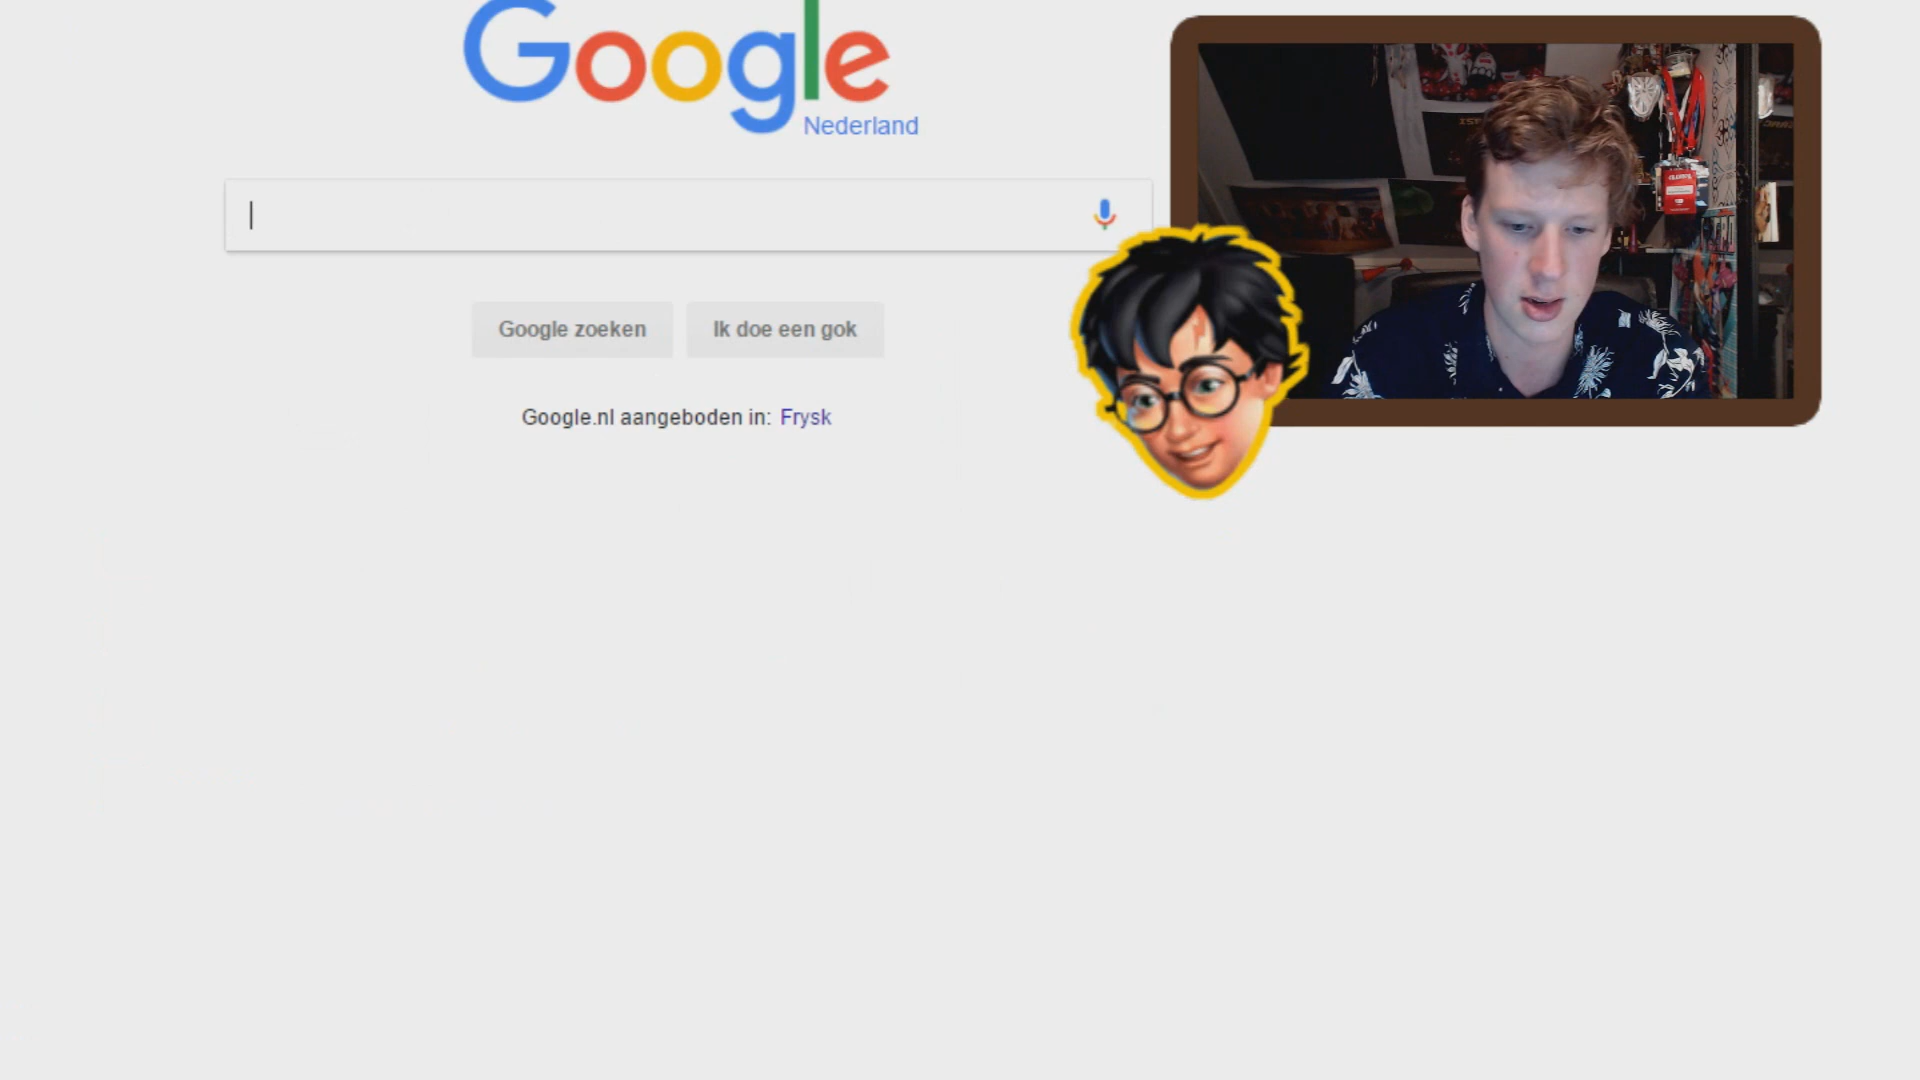 Google
Nederland
Google zoeken
Ik doe een gok
Google.nl aangeboden in: Frysk